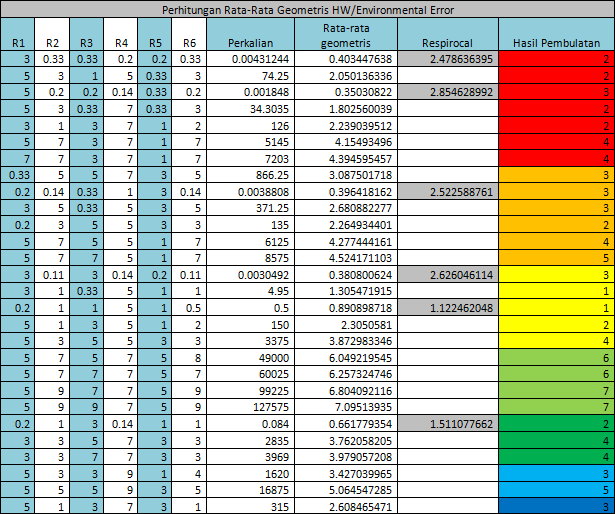 Perhitungan Rata-Rata Geometris HW/Environmental Error
R1 R2 R3 R4 R5 R6 Perkalian Rata-rata geometris Respirocal Hasil Pembulatan
3 0.33 0.33 0.2 0.2 0.33 0.00431244 0.403447638 2.478636395 2
5 3 1 5 0.33 3 74.25 2.050136336 2
5 0.2 0.2 0.14 0.33 0.2 0.001848 0.35030822 2.854628992 3
5 3 0.33 7 0.33 3 34.3035 1.802560039 2
3 1 3 7 1 2 126 2.239039512 2
5 7 3 7 1 7 5145 4.15493496 4
7 7 3 7 1 7 7203 4.394595457 4
0.33 5 5 7 3 5 866.25 3.087501718 3
0.2 0.14 0.33 1 3 0.14 0.0038808 0.396418162 2.522588761 3
3 5 0.33 5 3 5 371.25 2.680882277 3
0.2 3 5 5 3 3 135 2.264934401 2
5 7 5 5 1 7 6125 4.277444161 4
5 7 7 5 1 7 8575 4.524171103 5
3 0.11 3 0.14 0.2 0.11 0.0030492 0.380800624 2.626046114 3
3 1 0.33 5 1 1 4.95 1.305471915 1
0.2 1 1 5 1 0.5 0.5 0.890898718 1.122462048 1
5 1 3 5 1 2 150 2.3050581 2
5 3 5 5 3 3 3375 3.872983346 4
5 7 7 5 5 8 49000 6.049219545 6
5 7 7 7 5 7 60025 6.257324746 6
5 9 7 7 5 9 99225 6.804092116 7
5 9 9 7 5 9 127575 7.09513935 7
0.2 1 3 0.14 1 1 0.084 0.661779354 1.511077662 2
3 3 5 7 3 3 2835 3.762058205 4
3 3 7 7 3 3 3969 3.979057208 4
5 3 3 9 1 4 1620 3.427039965 3
5 5 5 9 3 5 16875 5.064547285 5
5 1 3 7 3 1 315 2.608465471 3